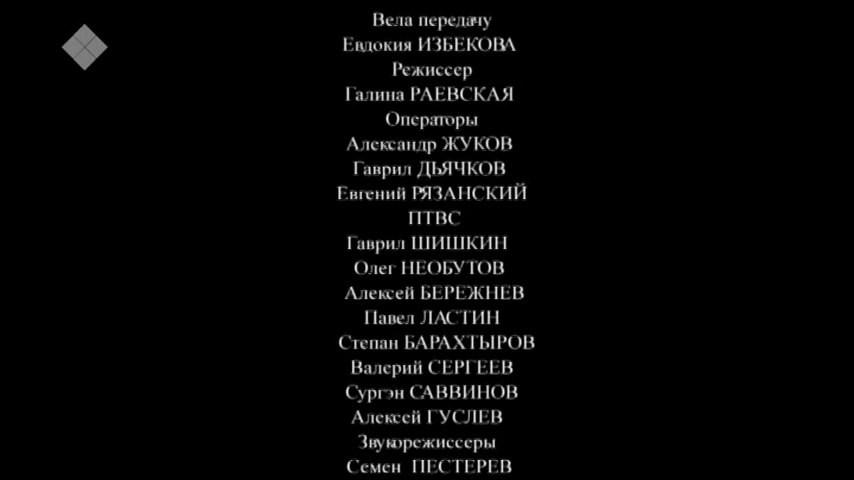 Вела передачу
Евдокия ИЗБЕКОВА
Режиссер
Галина РАЕВСКАЯ
Операторы
Александр ЖУКОВ
Гаврил ДЬЯЧКОВ
Евгений РЯЗАНСКИЙ
ПТВС
Гаврил ШИШКИН
Олег НЕОБУТОВ
Алексей БЕРЕЖНЕВ
Павел ЛАСТИН
Степан БАРАХТЫРОВ
Валерий СЕРГЕЕВ
Сургэн САВВИНОВ
Алексей ГУСЛЕВ
Звукорежиссеры
Семен ПЕСТЕРЕВ